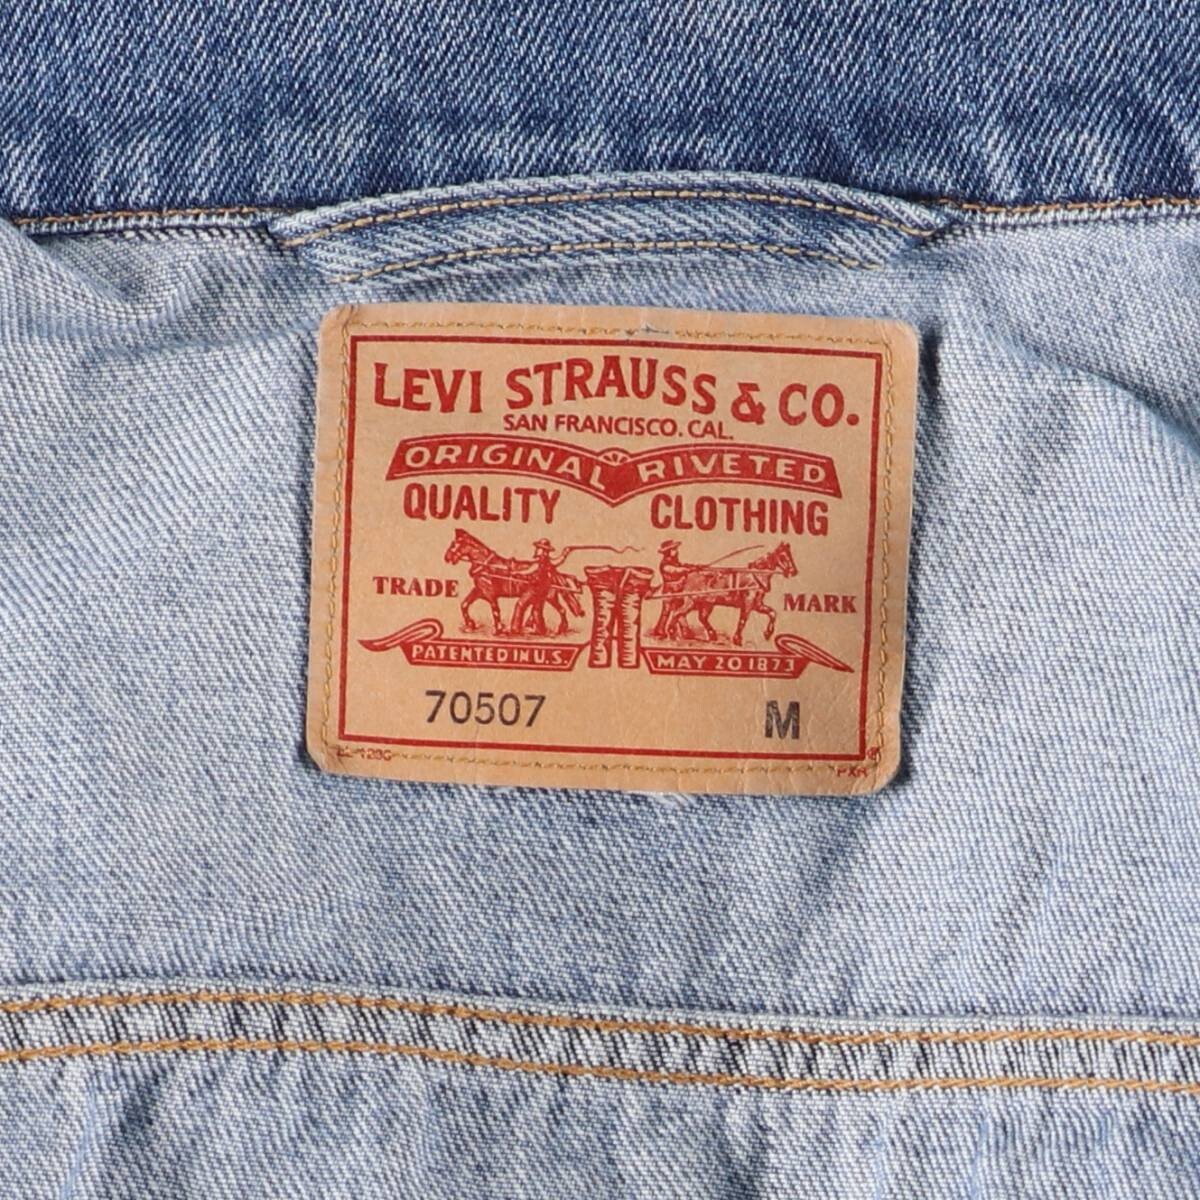 LEVI STRAUSS & CO.
SAN FRANCISCO. CAL.
ORIGINAL RIVETED
QUALITY CLOTHING
TRADE MARK
PATENTED IN U.S. MAY 20 1873
70507 M
®